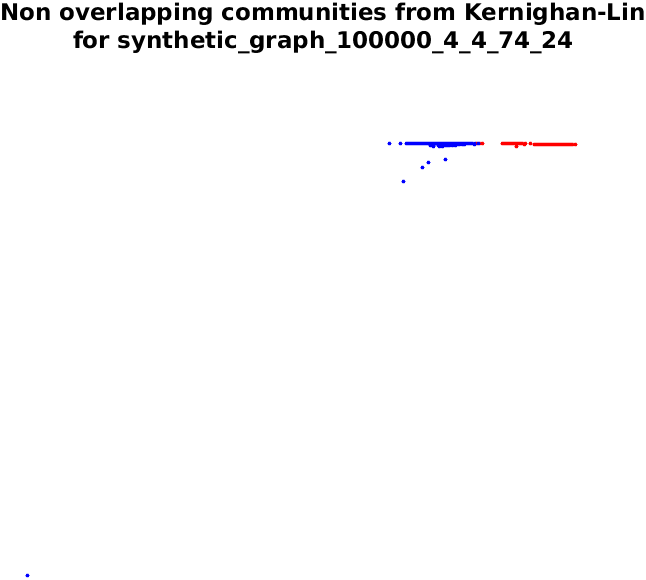 Non overlapping communities from Kernighan-Lin
for synthetic_graph_100000_4_4_74_24